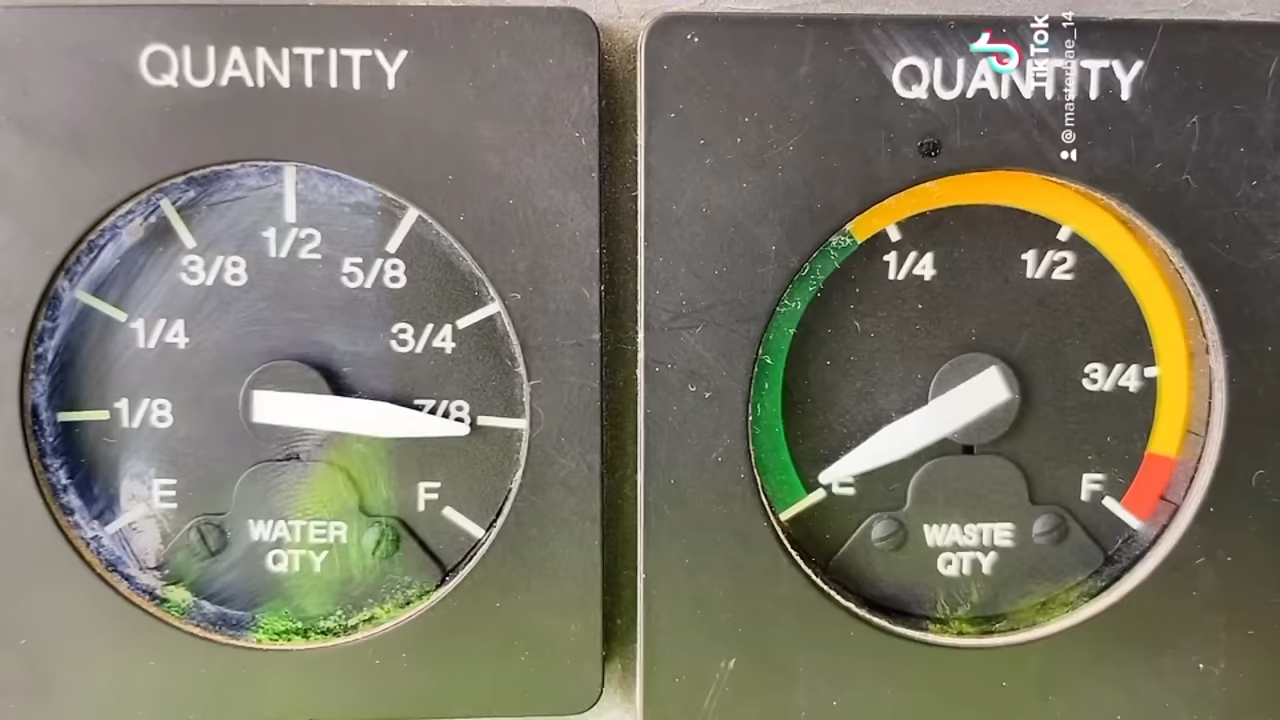 QUANTITY
3/8
1/2
5/8
1/4
3/4
1/8
7/8
E
F
WATER
QTY
QUANTITY
1/4
1/2
3/4
E
F
WASTE
QTY
TikTok
@masterbae_14